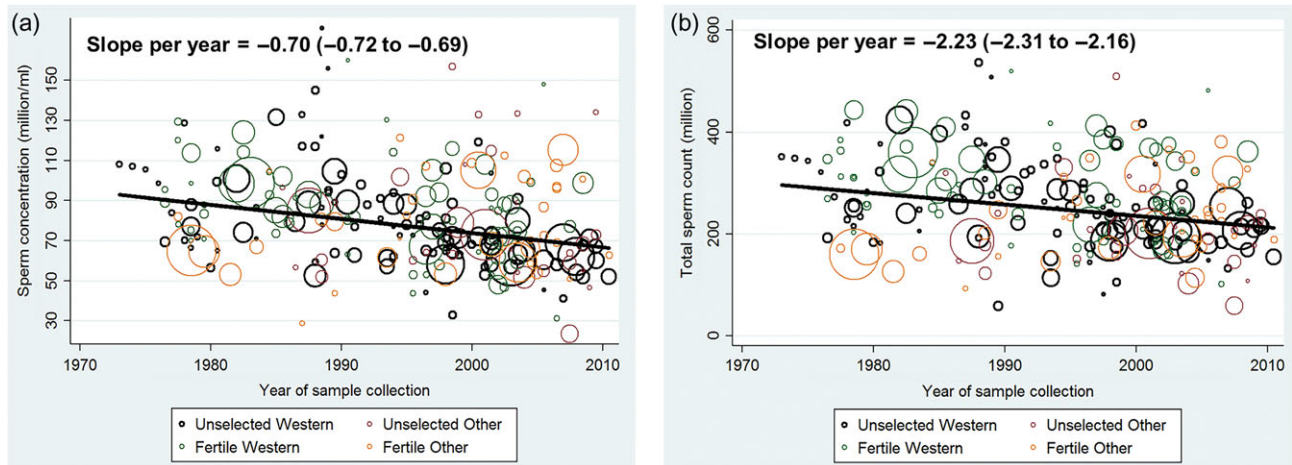 (a)
Slope per year = −0.70 (−0.72 to −0.69)
Sperm concentration (million/ml)
150
130
110
90
70
50
30
1970 1980 1990 2000 2010
Year of sample collection
Unselected Western Unselected Other
Fertile Western Fertile Other
(b)
Slope per year = −2.23 (−2.31 to −2.16)
Total sperm count (million)
600
400
200
0
1970 1980 1990 2000 2010
Year of sample collection
Unselected Western Unselected Other
Fertile Western Fertile Other